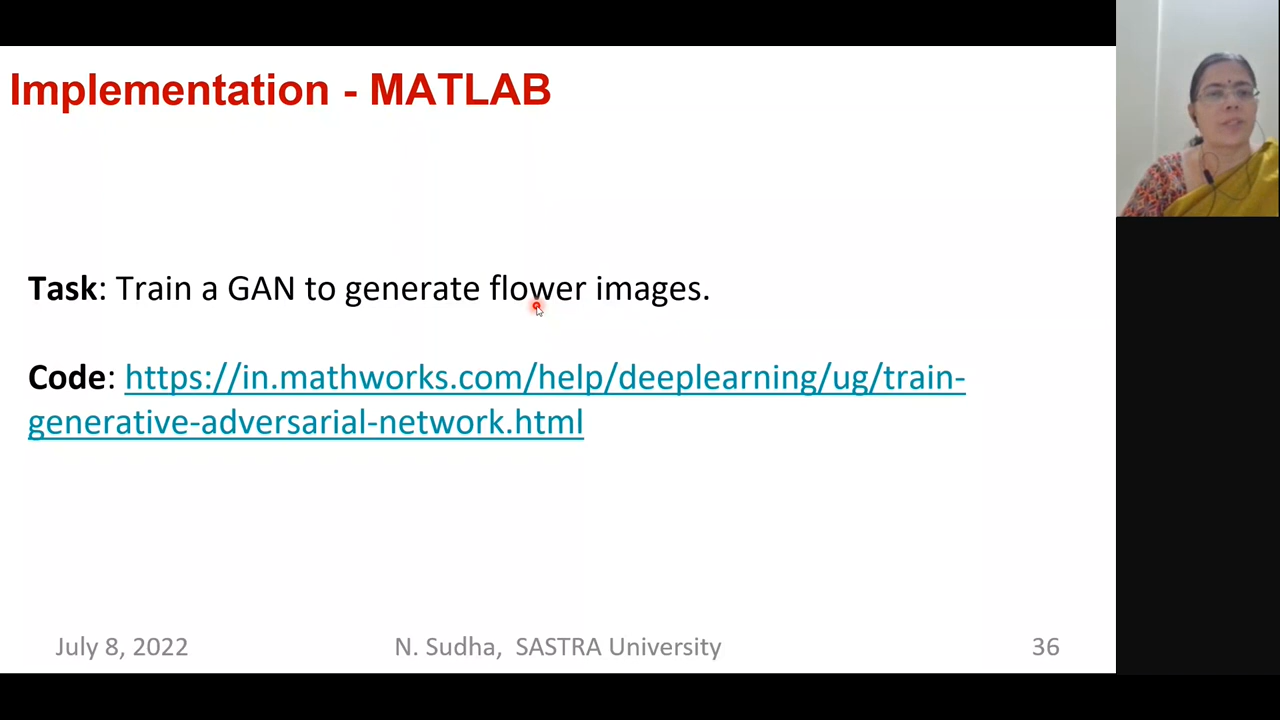 Implementation - MATLAB
Task: Train a GAN to generate flower images.
Code: https://in.mathworks.com/help/deeplearning/ug/train-
generative-adversarial-network.html
July 8, 2022 N. Sudha, SASTRA University 36